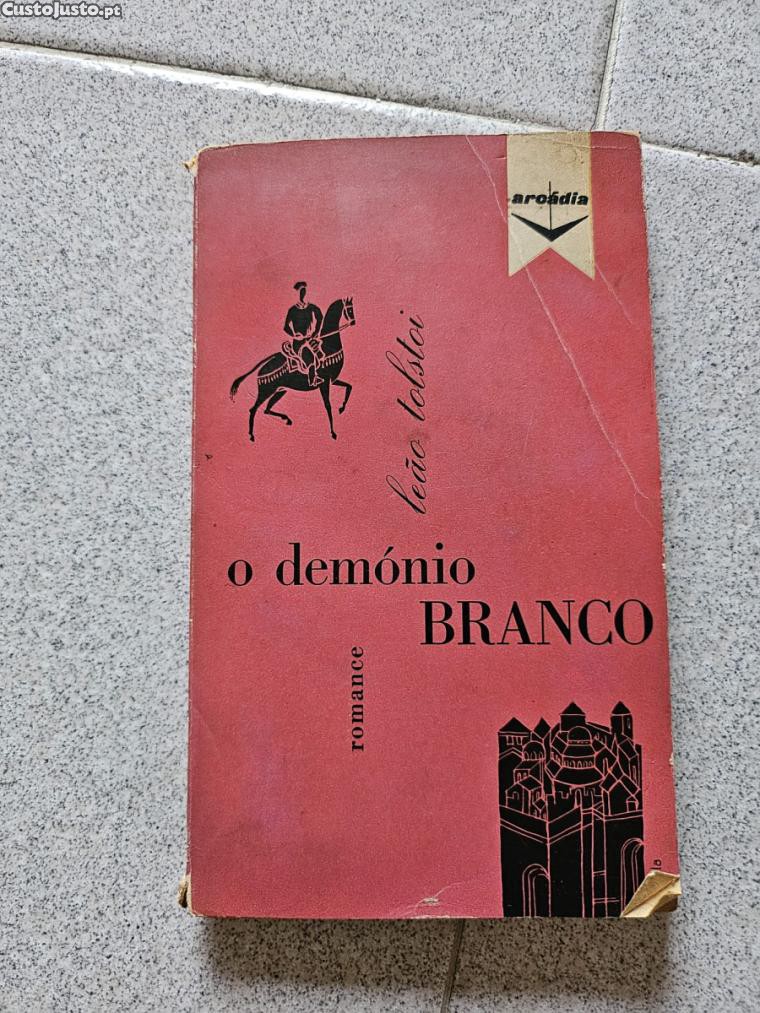 CustoJusto.pt
arcádia
leão tolstoi
o demónio
BRANCO
romance